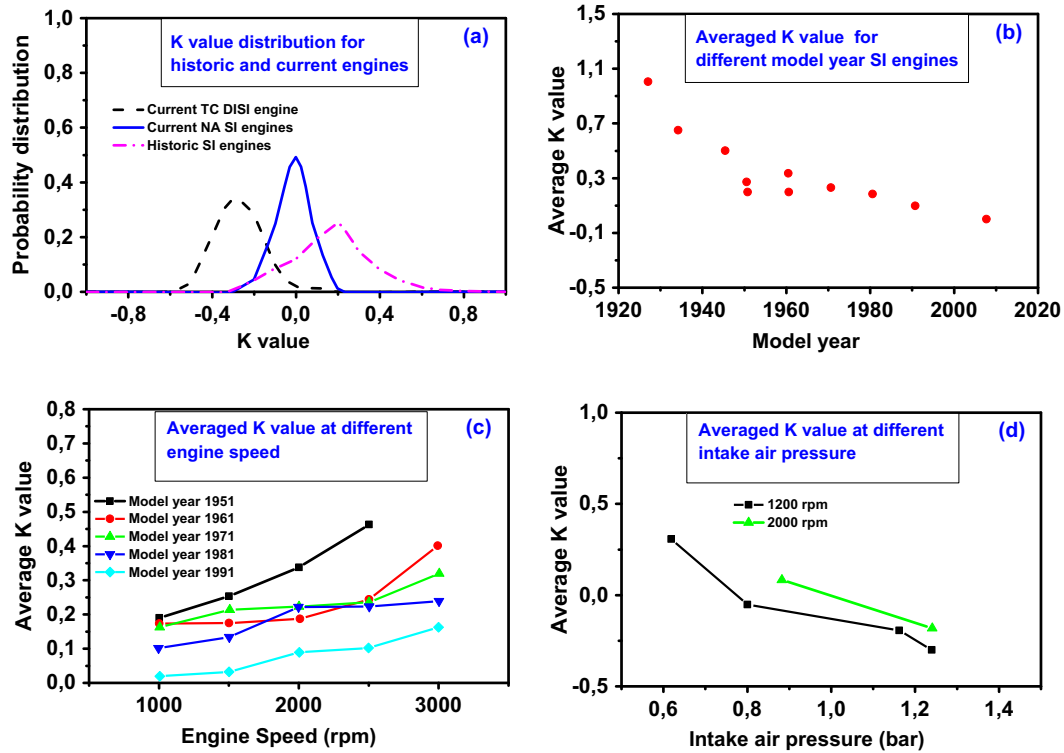 (a)
K value distribution for
historic and current engines
Current TC DISI engine
Current NA SI engines
Historic SI engines
Probability distribution
1,0
0,8
0,6
0,4
0,2
0,0
-0,8
-0,4
0,0
0,4
0,8
K value
(b)
Averaged K value for
different model year SI engines
Average K value
1,5
1,1
0,7
0,3
-0,1
-0,5
1920
1940
1960
1980
2000
2020
Model year
(c)
Averaged K value at different
engine speed
Model year 1951
Model year 1961
Model year 1971
Model year 1981
Model year 1991
Average K value
0,8
0,7
0,6
0,5
0,4
0,3
0,2
0,1
0,0
1000
2000
3000
Engine Speed (rpm)
(d)
Averaged K value at different
intake air pressure
1200 rpm
2000 rpm
Average K value
1,0
0,5
0,0
-0,5
0,6
0,8
1,0
1,2
1,4
Intake air pressure (bar)